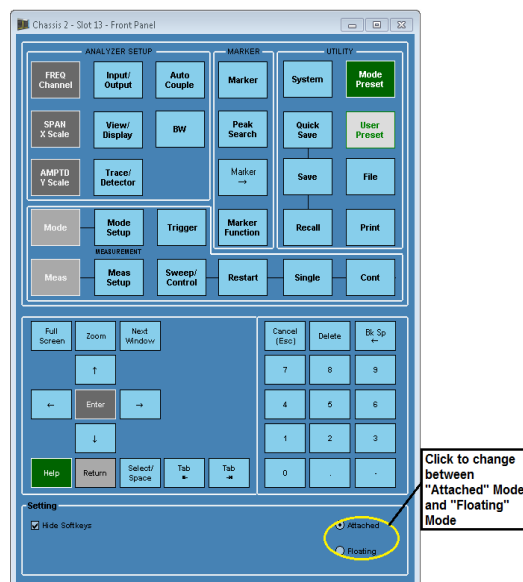 Chassis 2 - Slot 13 - Front Panel
ANALYZER SETUP
MARKER
UTILITY
FREQ
Channel
Input/
Output
Auto
Couple
Marker
System
Mode
Preset
SPAN
X Scale
View/
Display
BW
Peak
Search
Quick
Save
User
Preset
AMPTD
Y Scale
Trace/
Detector
Marker
→
Save
File
Mode
Mode
Setup
Trigger
Marker
Function
Recall
Print
MEASUREMENT
Meas
Meas
Setup
Sweep/
Control
Restart
Single
Cont
Full
Screen
Zoom
Next
Window
Cancel
(Esc)
Delete
Bk Sp
←
↑
7
8
9
←
Enter
→
4
5
6
↓
1
2
3
Help
Return
Select/
Space
Tab
⇤
Tab
⇥
0
.
-
Setting
Hide Softkeys
Attached
Floating
Click to change
between
"Attached" Mode
and "Floating"
Mode